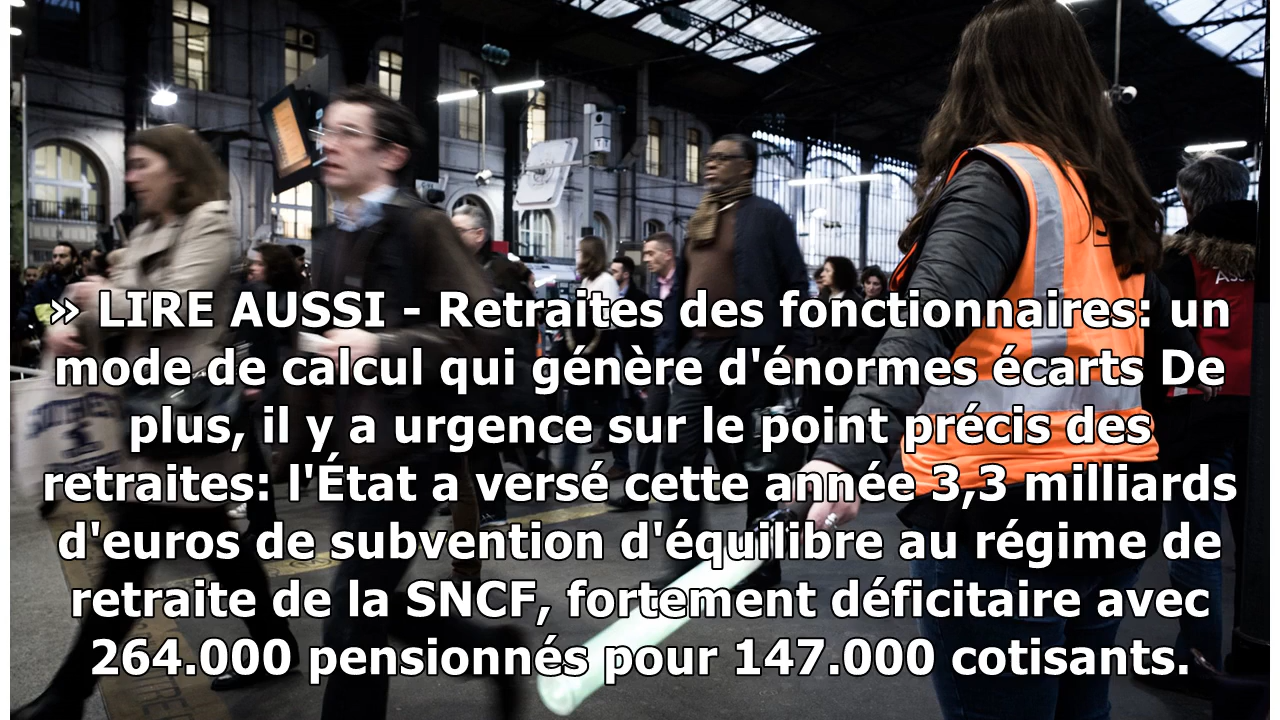 » LIRE AUSSI - Retraites des fonctionnaires: un
mode de calcul qui génère d'énormes écarts De
plus, il y a urgence sur le point précis des
retraites: l'État a versé cette année 3,3 milliards
d'euros de subvention d'équilibre au régime de
retraite de la SNCF, fortement déficitaire avec
264.000 pensionnés pour 147.000 cotisants.